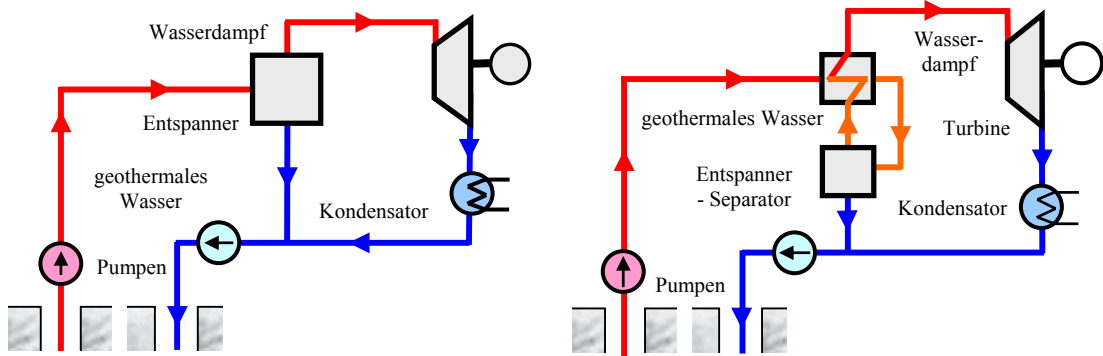 Wasserdampf
Entspanner
geothermales
Wasser
Kondensator
Pumpen
Wasser-
dampf
geothermales Wasser
Turbine
Entspanner
- Separator
Kondensator
Pumpen